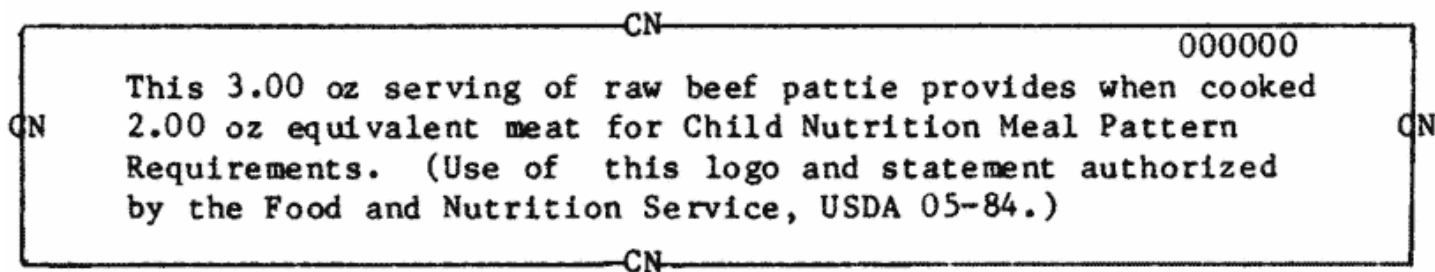 CN
000000
This 3.00 oz serving of raw beef pattie provides when cooked
CN 2.00 oz equivalent meat for Child Nutrition Meal Pattern CN
Requirements. (Use of this logo and statement authorized
by the Food and Nutrition Service, USDA 05-84.)
CN